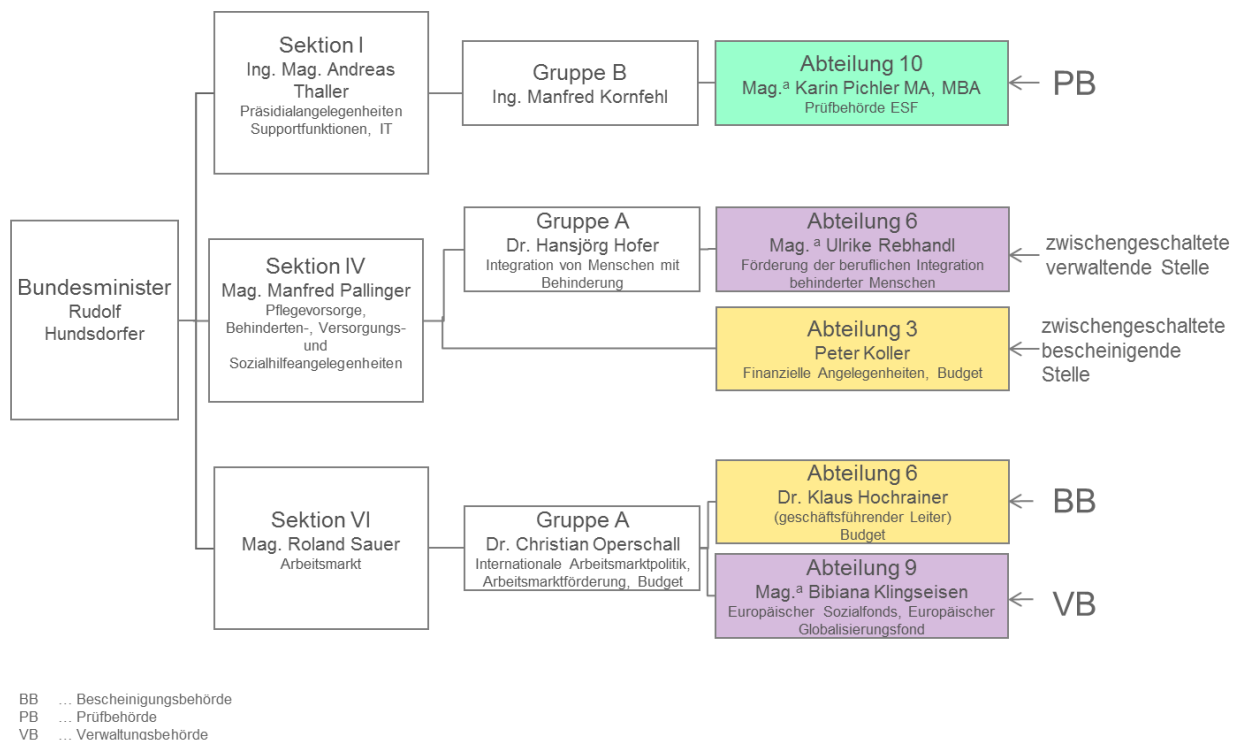 Bundesminister
Rudolf
Hundsdorfer
Sektion I
Ing. Mag. Andreas
Thaller
Präsidialangelegenheiten
Supportfunktionen, IT
Gruppe B
Ing. Manfred Kornfehl
Abteilung 10
Mag.ª Karin Pichler MA, MBA
Prüfbehörde ESF
PB
Sektion IV
Mag. Manfred Pallinger
Pflegevorsorge,
Behinderten-, Versorgungs-
und
Sozialhilfeangelegenheiten
Gruppe A
Dr. Hansjörg Hofer
Integration von Menschen mit
Behinderung
Abteilung 6
Mag. ª Ulrike Rebhandl
Förderung der beruflichen Integration
behinderter Menschen
zwischengeschaltete
verwaltende Stelle
Abteilung 3
Peter Koller
Finanzielle Angelegenheiten, Budget
zwischengeschaltete
bescheinigende
Stelle
Sektion VI
Mag. Roland Sauer
Arbeitsmarkt
Gruppe A
Dr. Christian Operschall
Internationale Arbeitsmarktpolitik,
Arbeitsmarktförderung, Budget
Abteilung 6
Dr. Klaus Hochrainer
(geschäftsführender Leiter)
Budget
BB
Abteilung 9
Mag.ª Bibiana Klingseisen
Europäischer Sozialfonds, Europäischer
Globalisierungsfond
VB
BB … Bescheinigungsbehörde
PB … Prüfbehörde
VB … Verwaltungsbehörde